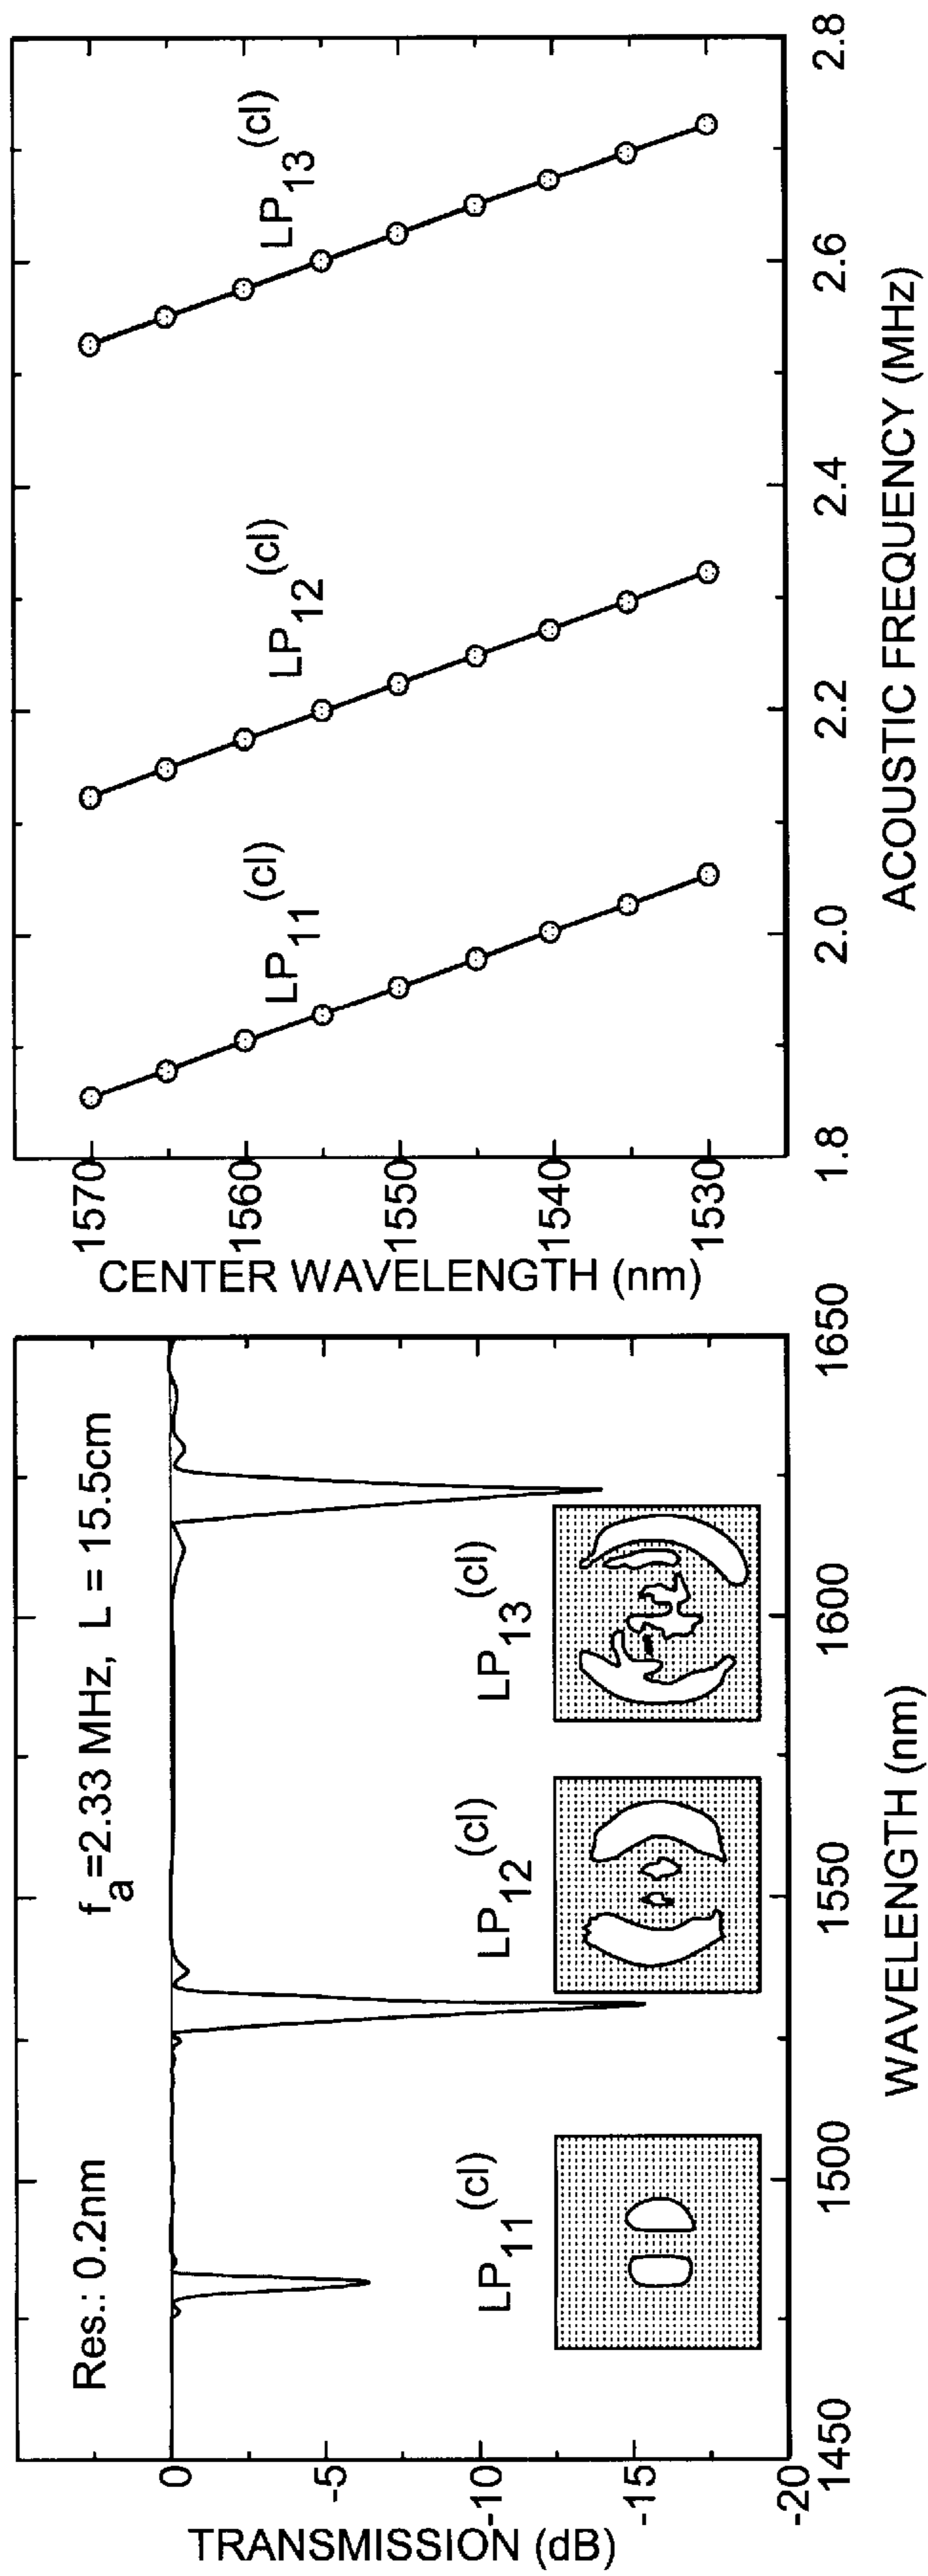 TRANSMISSION (dB)
0
-5
-10
-15
-20
Res.: 0.2nm
fa=2.33 MHz, L = 15.5cm
LP11(cl)
LP12(cl)
LP13(cl)
1450
1500
1550
1600
1650
WAVELENGTH (nm)
CENTER WAVELENGTH (nm)
1570
1560
1550
1540
1530
LP11(cl)
LP12(cl)
LP13(cl)
1.8
2.0
2.2
2.4
2.6
2.8
ACOUSTIC FREQUENCY (MHz)